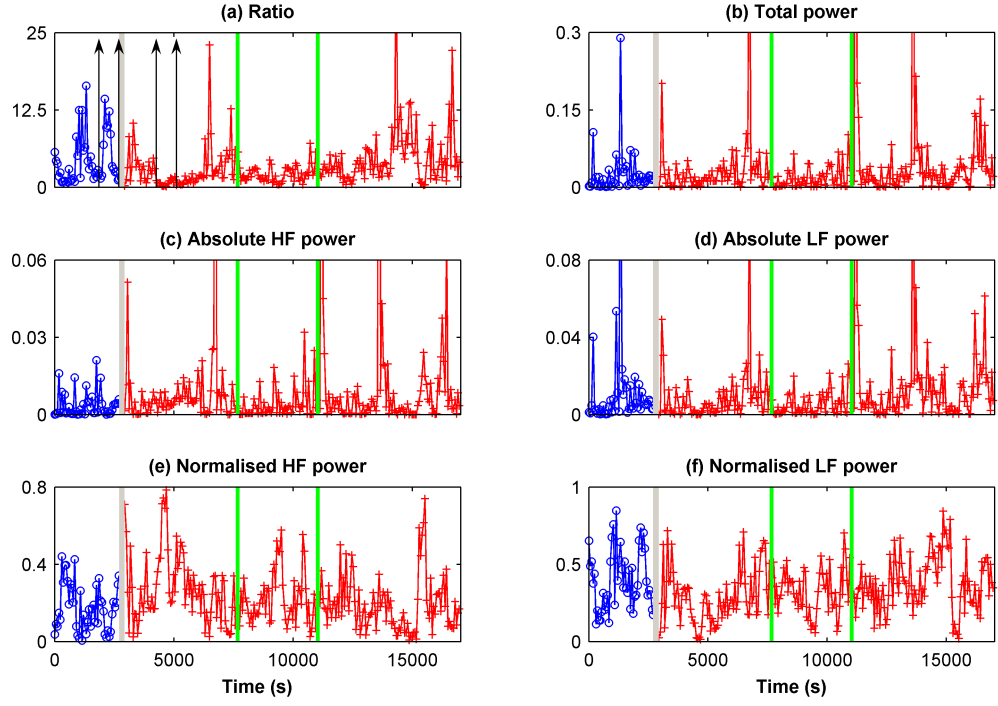 (a) Ratio
25
12.5
0
(b) Total power
0.3
0.15
0
(c) Absolute HF power
0.06
0.03
0
(d) Absolute LF power
0.08
0.04
0
(e) Normalised HF power
0.8
0.4
0
0 5000 10000 15000
Time (s)
(f) Normalised LF power
1
0.5
0
0 5000 10000 15000
Time (s)